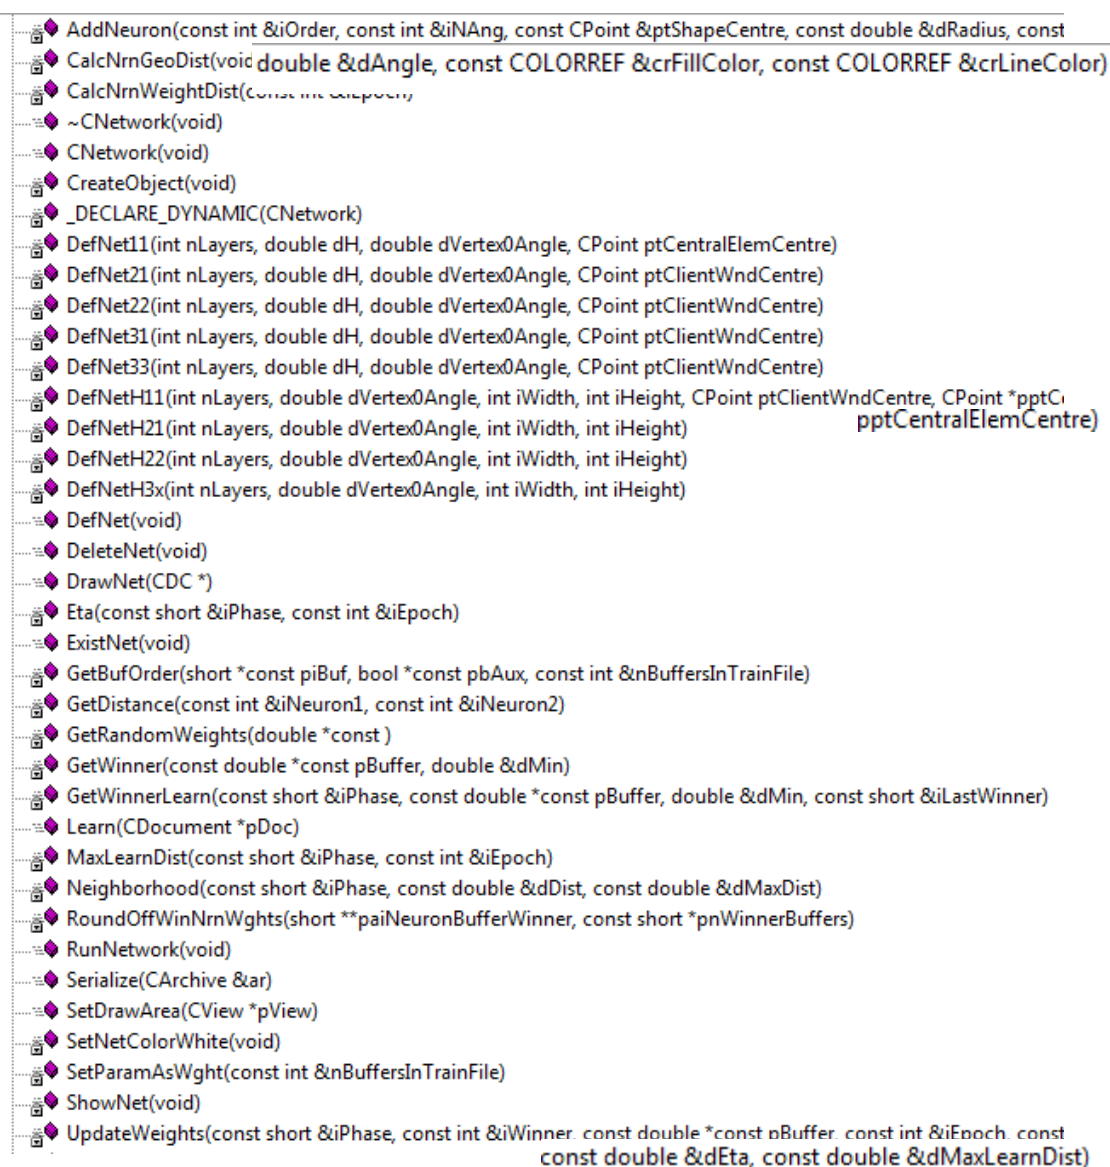 AddNeuron(const int &iOrder, const int &iNAng, const CPoint &ptShapeCentre, const double &dRadius, const
double &dAngle, const COLORREF &crFillColor, const COLORREF &crLineColor)
CalcNrnGeoDist(void
CalcNrnWeightDist(const int &iEpoch)
~CNetwork(void)
CNetwork(void)
CreateObject(void)
_DECLARE_DYNAMIC(CNetwork)
DefNet11(int nLayers, double dH, double dVertex0Angle, CPoint ptCentralElemCentre)
DefNet21(int nLayers, double dH, double dVertex0Angle, CPoint ptClientWndCentre)
DefNet22(int nLayers, double dH, double dVertex0Angle, CPoint ptClientWndCentre)
DefNet31(int nLayers, double dH, double dVertex0Angle, CPoint ptClientWndCentre)
DefNet33(int nLayers, double dH, double dVertex0Angle, CPoint ptClientWndCentre)
DefNetH11(int nLayers, double dVertex0Angle, int iWidth, int iHeight, CPoint ptClientWndCentre, CPoint *pptC
pptCentralElemCentre)
DefNetH21(int nLayers, double dVertex0Angle, int iWidth, int iHeight)
DefNetH22(int nLayers, double dVertex0Angle, int iWidth, int iHeight)
DefNetH3x(int nLayers, double dVertex0Angle, int iWidth, int iHeight)
DefNet(void)
DeleteNet(void)
DrawNet(CDC *)
Eta(const short &iPhase, const int &iEpoch)
ExistNet(void)
GetBufOrder(short *const piBuf, bool *const pbAux, const int &nBuffersInTrainFile)
GetDistance(const int &iNeuron1, const int &iNeuron2)
GetRandomWeights(double *const )
GetWinner(const double *const pBuffer, double &dMin)
GetWinnerLearn(const short &iPhase, const double *const pBuffer, double &dMin, const short &iLastWinner)
Learn(CDocument *pDoc)
MaxLearnDist(const short &iPhase, const int &iEpoch)
Neighborhood(const short &iPhase, const double &dDist, const double &dMaxDist)
RoundOffWinNrnWghts(short **paiNeuronBufferWinner, const short *pnWinnerBuffers)
RunNetwork(void)
Serialize(CArchive &ar)
SetDrawArea(CView *pView)
SetNetColorWhite(void)
SetParamAsWght(const int &nBuffersInTrainFile)
ShowNet(void)
UpdateWeights(const short &iPhase, const int &iWinner, const double *const pBuffer, const int &iEpoch, const
const double &dEta, const double &dMaxLearnDist)